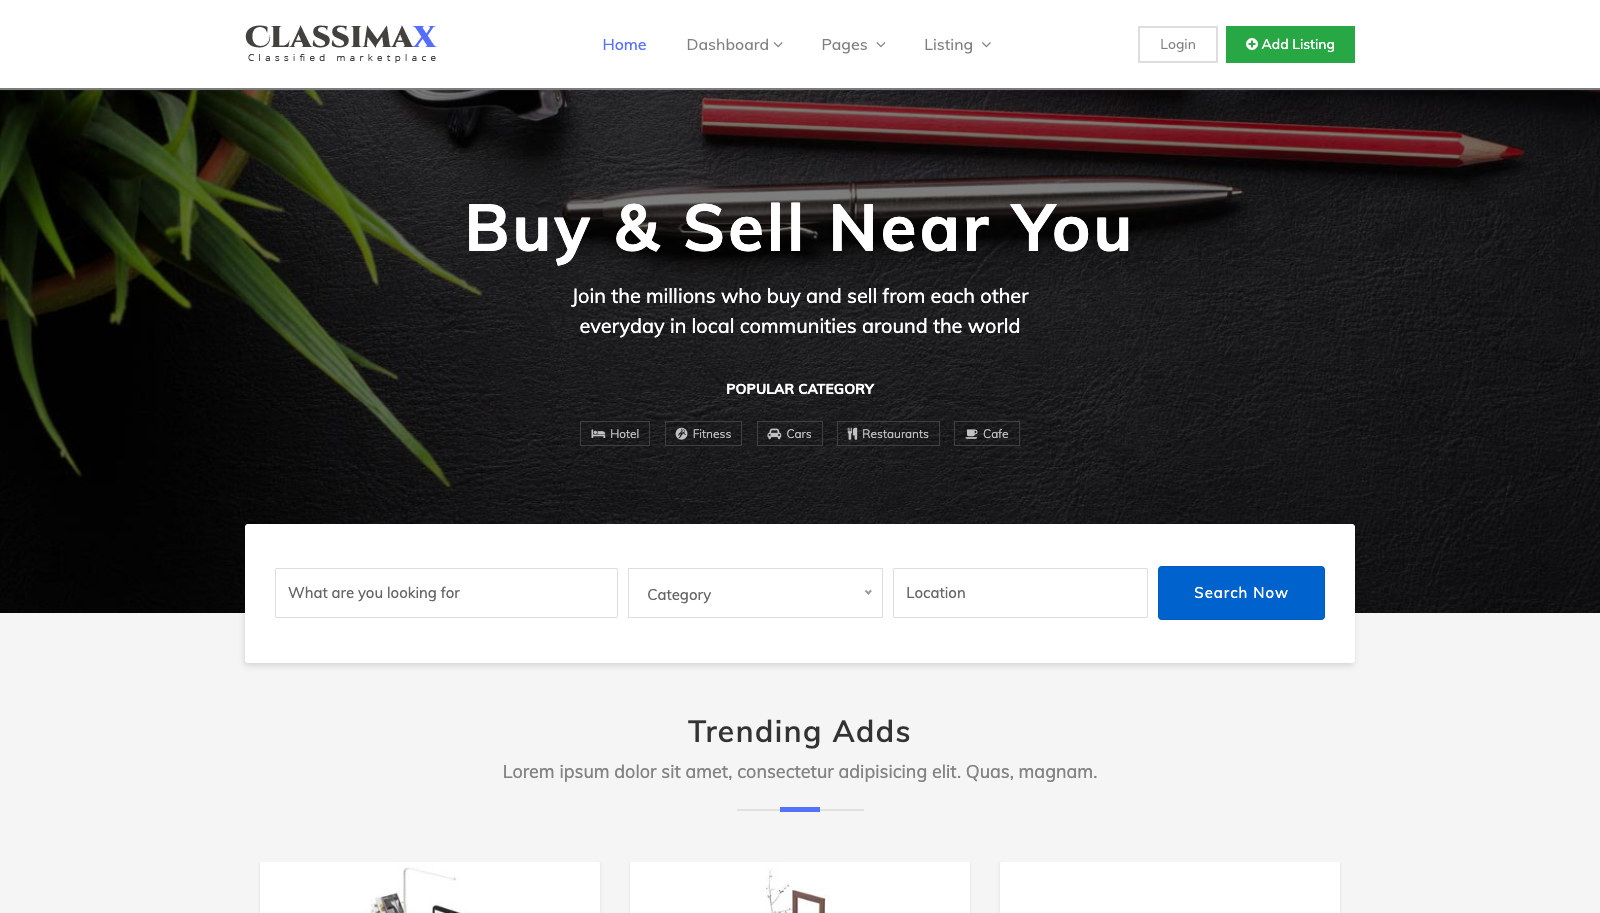 CLASSIMAX
Classified marketplace
Home
Dashboard
Pages
Listing
Login
Add Listing
Buy & Sell Near You
Join the millions who buy and sell from each other
everyday in local communities around the world
POPULAR CATEGORY
Hotel
Fitness
Cars
Restaurants
Cafe
What are you looking for
Category
Location
Search Now
Trending Adds
Lorem ipsum dolor sit amet, consectetur adipisicing elit. Quas, magnam.